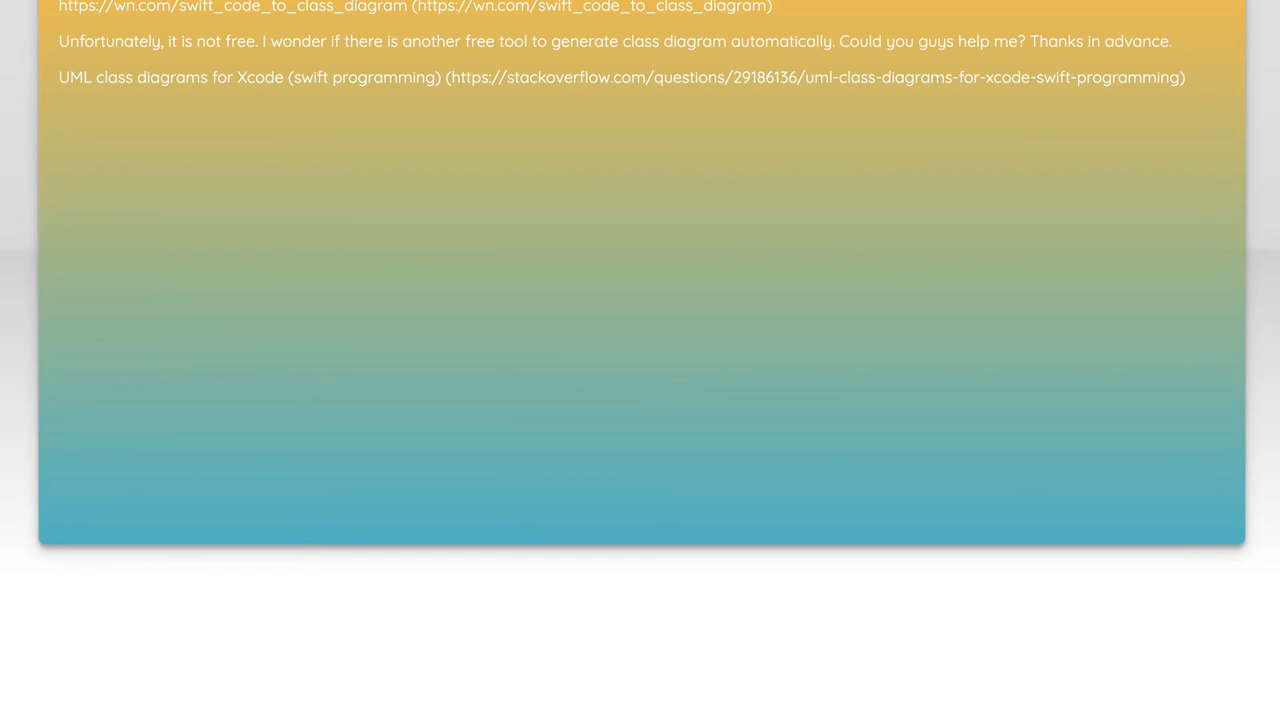 https://wn.com/swift_code_to_class_diagram (https://wn.com/swift_code_to_class_diagram)
Unfortunately, it is not free. I wonder if there is another free tool to generate class diagram automatically. Could you guys help me? Thanks in advance.
UML class diagrams for Xcode (swift programming) (https://stackoverflow.com/questions/29186136/uml-class-diagrams-for-xcode-swift-programming)